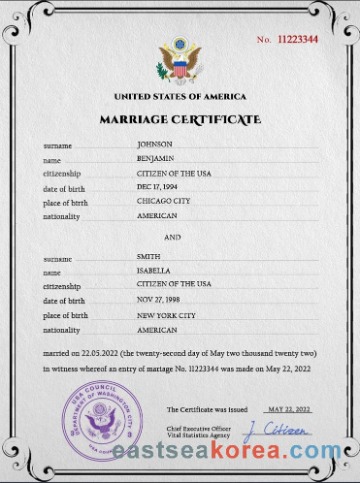 No. 11223344
UNITED STATES OF AMERICA
MARRIAGE CERTIFICATE
surname JOHNSON
name BENJAMIN
citizenship CITIZEN OF THE USA
date of birth DEC 17, 1994
place of birth CHICAGO CITY
nationality AMERICAN
AND
surname SMITH
name ISABELLA
citizenship CITIZEN OF THE USA
date of birth NOV 27, 1998
place of birth NEW YORK CITY
nationality AMERICAN
married on 22.05.2022 (the twenty-second day of May two thousand twenty two)
in witness whereof an entry of mariage No. 11223344 was made on May 22, 2022
USA COUNCIL
DEPARTMENT OF WASHINGTON CITY
The Certificate was issued MAY 22, 2022
Chief Executive Officer
Vital Statistics Agency
J. Citizen
eastseakorea.com